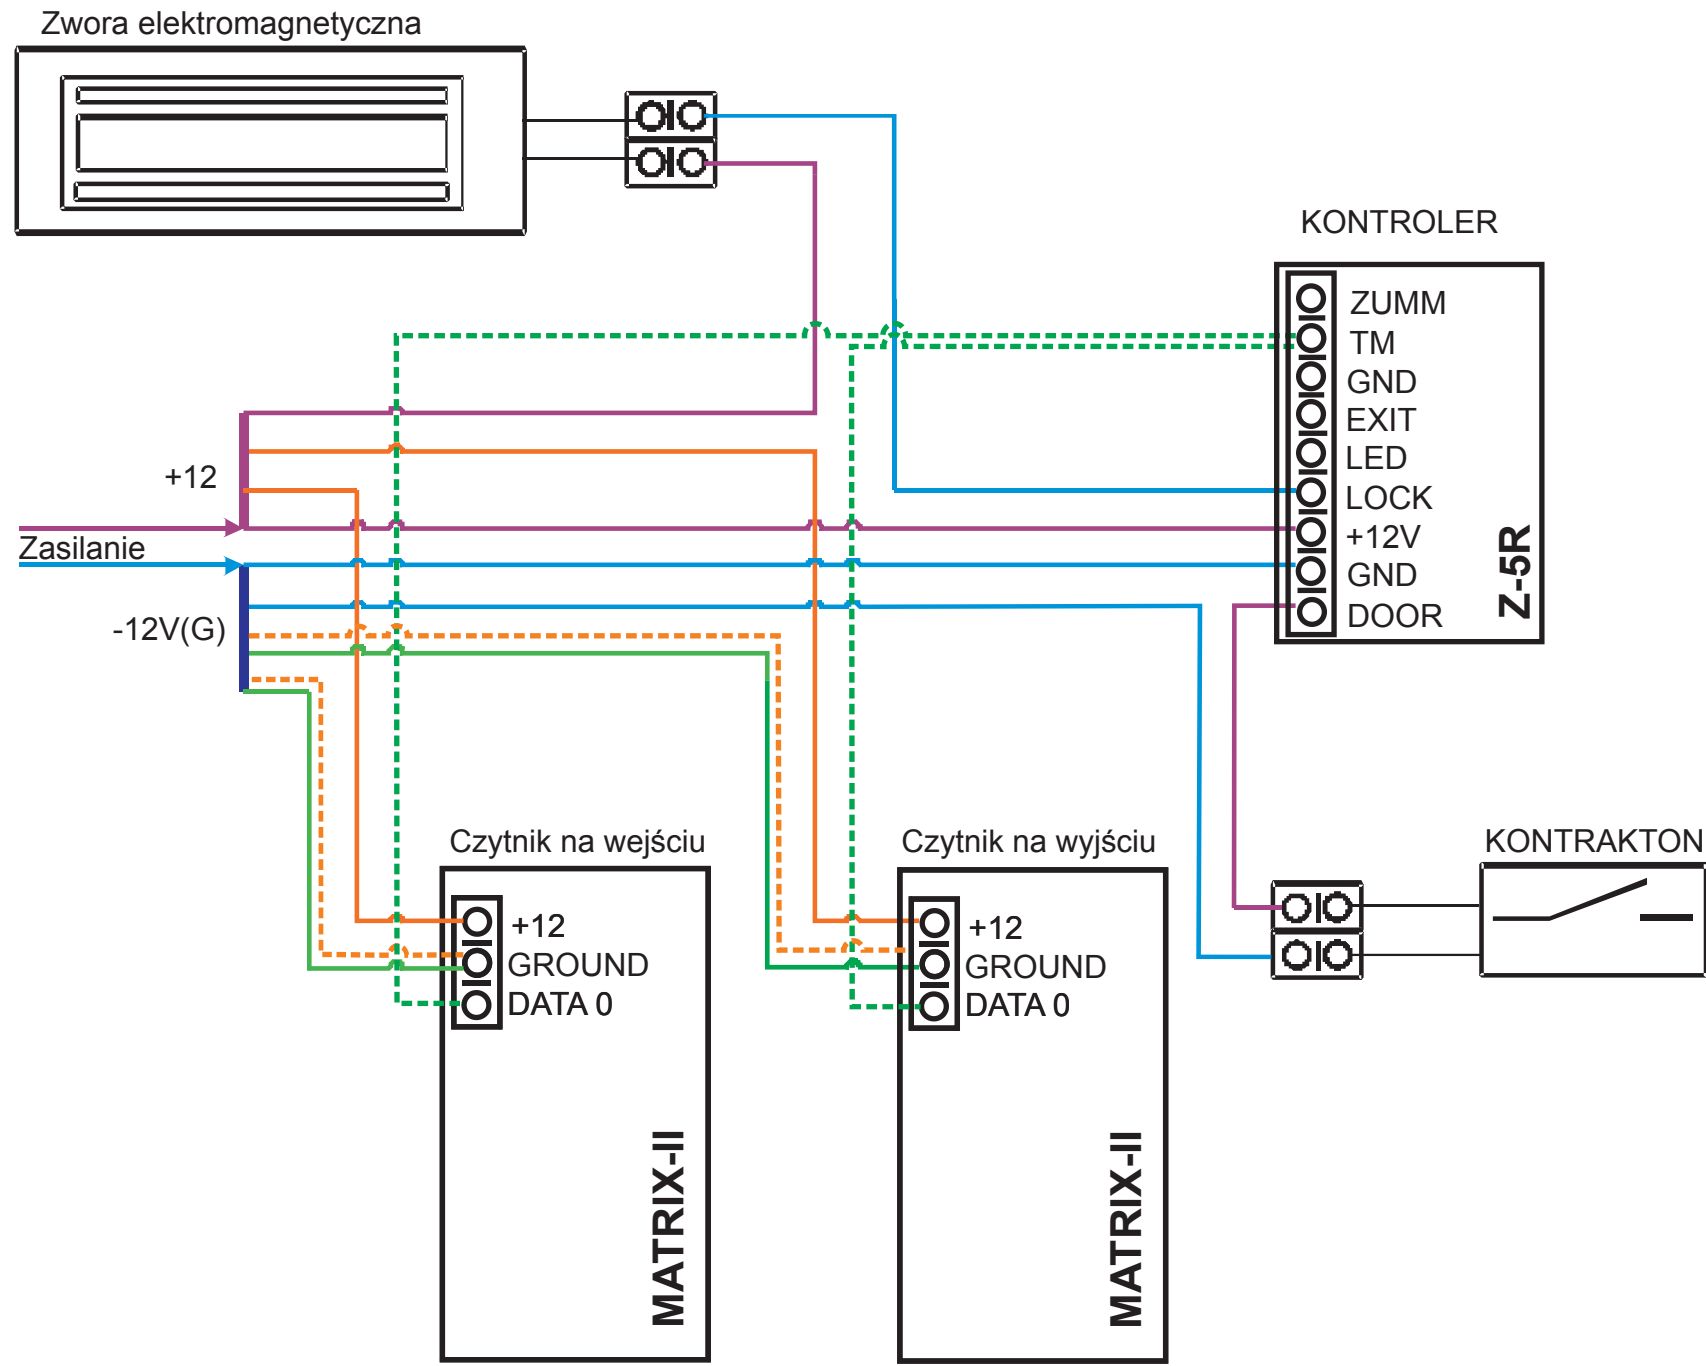 Zwora elektromagnetyczna
KONTROLER
ZUMM
TM
GND
EXIT
LED
LOCK
+12V
GND
DOOR
Z-5R
+12
Zasilanie
-12V(G)
Czytnik na wejściu
+12
GROUND
DATA 0
MATRIX-II
Czytnik na wyjściu
+12
GROUND
DATA 0
MATRIX-II
KONTRAKTON